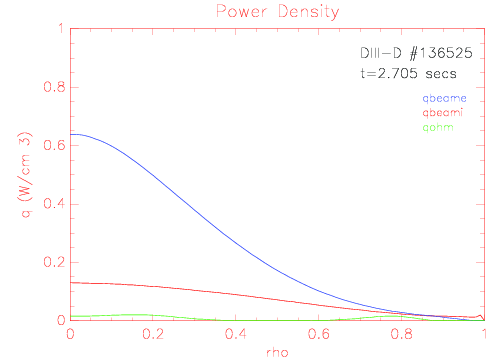 Power Density
DIII-D #136525
t=2.705 secs
qbeame
qbeami
qohm
q (W/cm 3)
1
0.8
0.6
0.4
0.2
0
0 0.2 0.4 0.6 0.8 1
rho